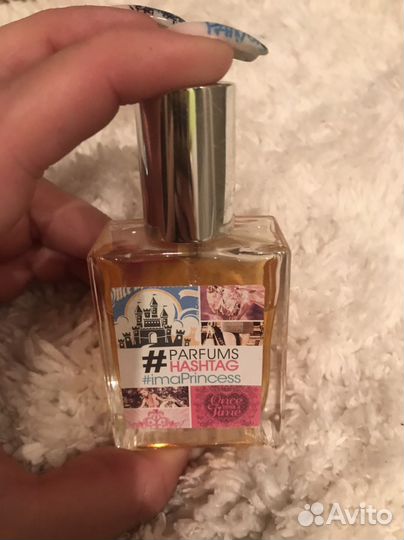 # PARFUMS
HASHTAG
#imaPrincess
Once
Time
Avito